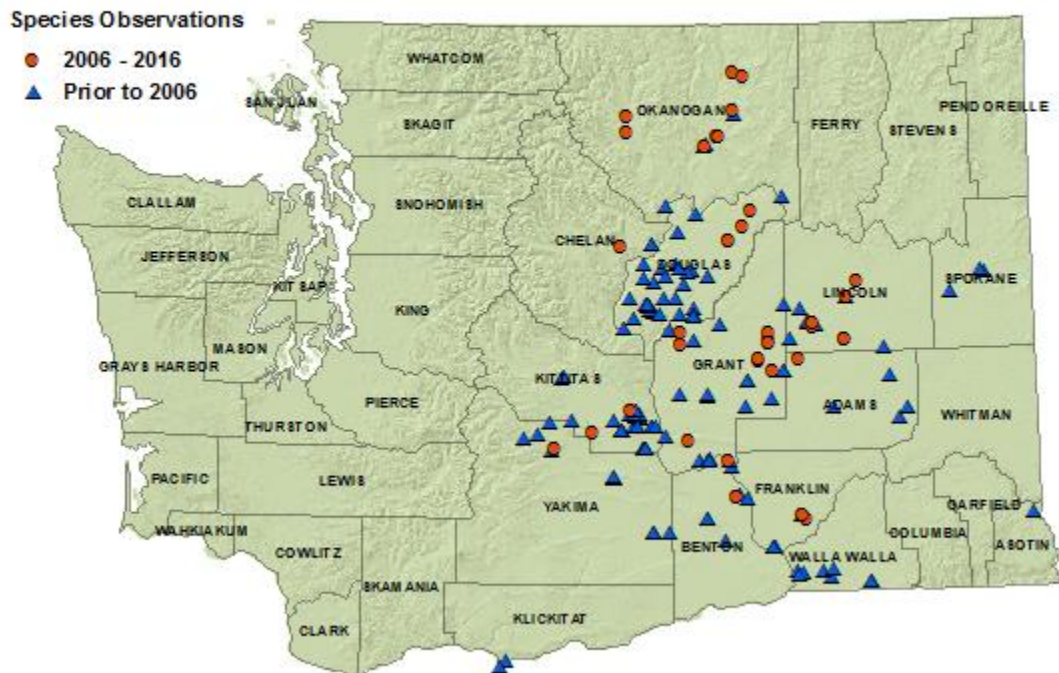 Species Observations
2006 - 2016
Prior to 2006
WHATCOM
SAN JUAN
SKAGIT
OKANOGAN
FERRY
STEVENS
PEND OREILLE
CLALLAM
SNOHOMISH
CHELAN
JEFFERSON
KITSAP
DOUGLAS
LINCOLN
SPOKANE
KING
GRAYS HARBOR
MASON
KITTITAS
GRANT
PIERCE
ADAMS
WHITMAN
THURSTON
PACIFIC
LEWIS
YAKIMA
FRANKLIN
GARFIELD
WAHKIAKUM
COWLITZ
SKAMANIA
BENTON
WALLA WALLA
COLUMBIA
ASOTIN
KLICKITAT
CLARK